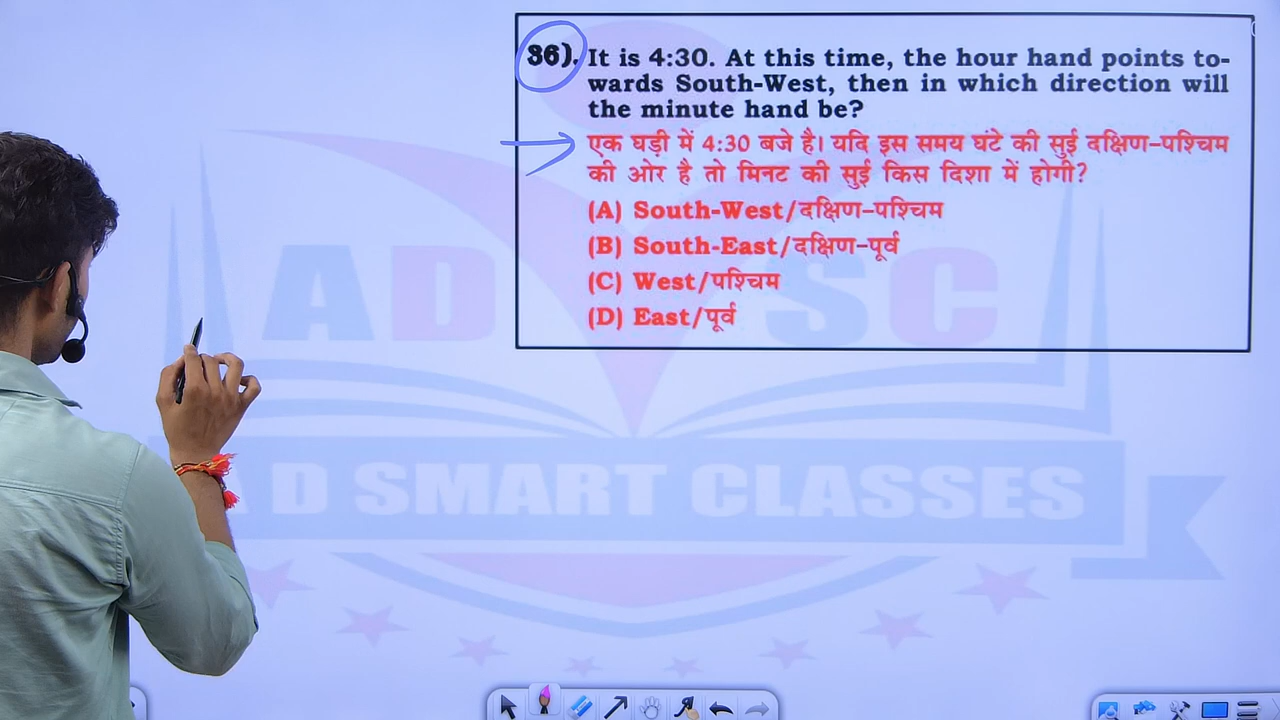 36). It is 4:30. At this time, the hour hand points to-
wards South-West, then in which direction will
the minute hand be?
एक घड़ी में 4:30 बजे है। यदि इस समय घंटे की सुई दक्षिण-पश्चिम
की ओर है तो मिनट की सुई किस दिशा में होगी?
(A) South-West/दक्षिण-पश्चिम
(B) South-East/दक्षिण-पूर्व
(C) West/पश्चिम
(D) East/पूर्व
AD SC
A D SMART CLASSES